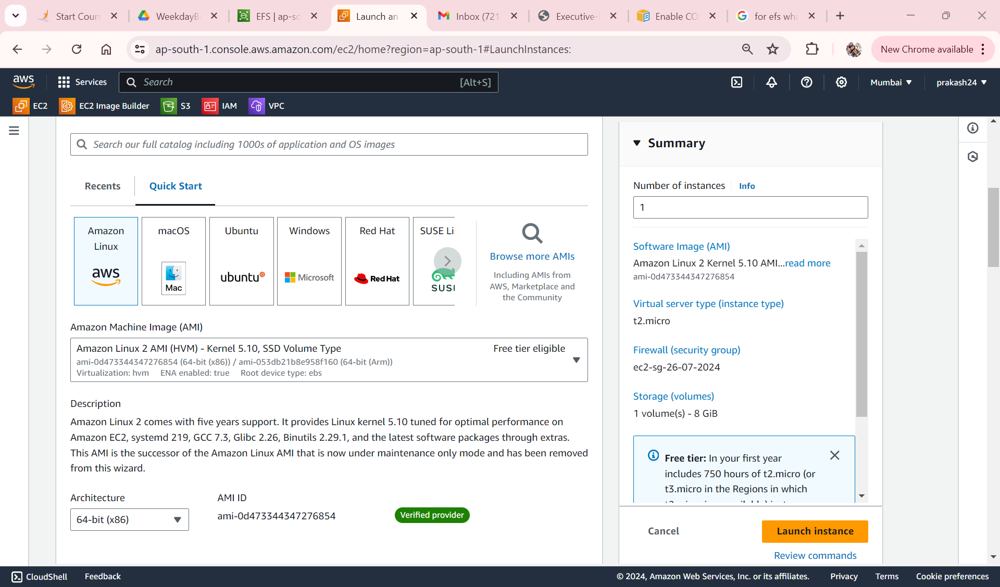 Start Cours
WeekdayB
EFS | ap-so
Launch an
Inbox (721
Executive-
Enable CO
for efs wha
ap-south-1.console.aws.amazon.com/ec2/home?region=ap-south-1#LaunchInstances:
New Chrome available
aws
Services
Search
[Alt+S]
Mumbai
prakash24
EC2
EC2 Image Builder
S3
IAM
VPC
Search our full catalog including 1000s of application and OS images
Recents
Quick Start
Amazon Linux
aws
macOS
Mac
Ubuntu
ubuntu
Windows
Microsoft
Red Hat
Red Hat
SUSE Li
SUS
Browse more AMIs
Including AMIs from
AWS, Marketplace and
the Community
Amazon Machine Image (AMI)
Amazon Linux 2 AMI (HVM) - Kernel 5.10, SSD Volume Type
Free tier eligible
ami-0d473344347276854 (64-bit (x86)) / ami-053db21b8e958f160 (64-bit (Arm))
Virtualization: hvm ENA enabled: true Root device type: ebs
Description
Amazon Linux 2 comes with five years support. It provides Linux kernel 5.10 tuned for optimal performance on
Amazon EC2, systemd 219, GCC 7.3, Glibc 2.26, Binutils 2.29.1, and the latest software packages through extras.
This AMI is the successor of the Amazon Linux AMI that is now under maintenance only mode and has been removed
from this wizard.
Architecture
64-bit (x86)
AMI ID
ami-0d473344347276854
Verified provider
Summary
Number of instances
Info
1
Software Image (AMI)
Amazon Linux 2 Kernel 5.10 AMI...read more
ami-0d473344347276854
Virtual server type (instance type)
t2.micro
Firewall (security group)
ec2-sg-26-07-2024
Storage (volumes)
1 volume(s) - 8 GiB
Free tier: In your first year
includes 750 hours of t2.micro (or
t3.micro in the Regions in which
Cancel
Launch instance
Review commands
CloudShell
Feedback
© 2024, Amazon Web Services, Inc. or its affiliates.
Privacy
Terms
Cookie preferences